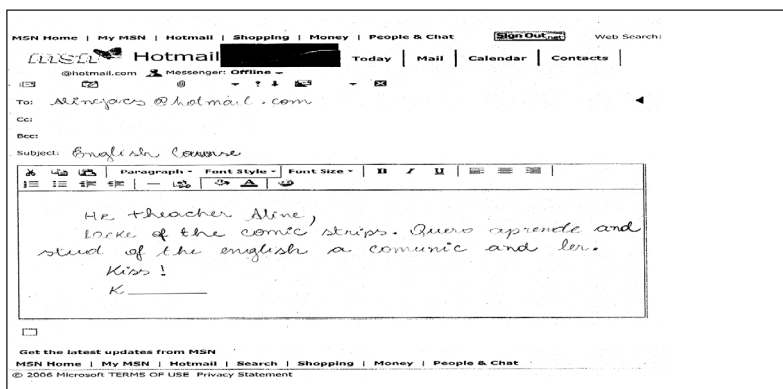 MSN Home | My MSN | Hotmail | Shopping | Money | People & Chat Sign Out.net Web Search:
msn Hotmail Today | Mail | Calendar | Contacts |
@hotmail.com Messenger: Offline
To: Alinejacs@hotmail.com
Cc:
Bcc:
Subject: English Course
Paragraph Font Style Font Size B I U
He theacher Aline,
locke of the comic strips. Quero aprende and
stud of the english a comunic and ler.
Kiss!
K
Get the latest updates from MSN
MSN Home | My MSN | Hotmail | Search | Shopping | Money | People & Chat
© 2006 Microsoft TERMS OF USE Privacy Statement